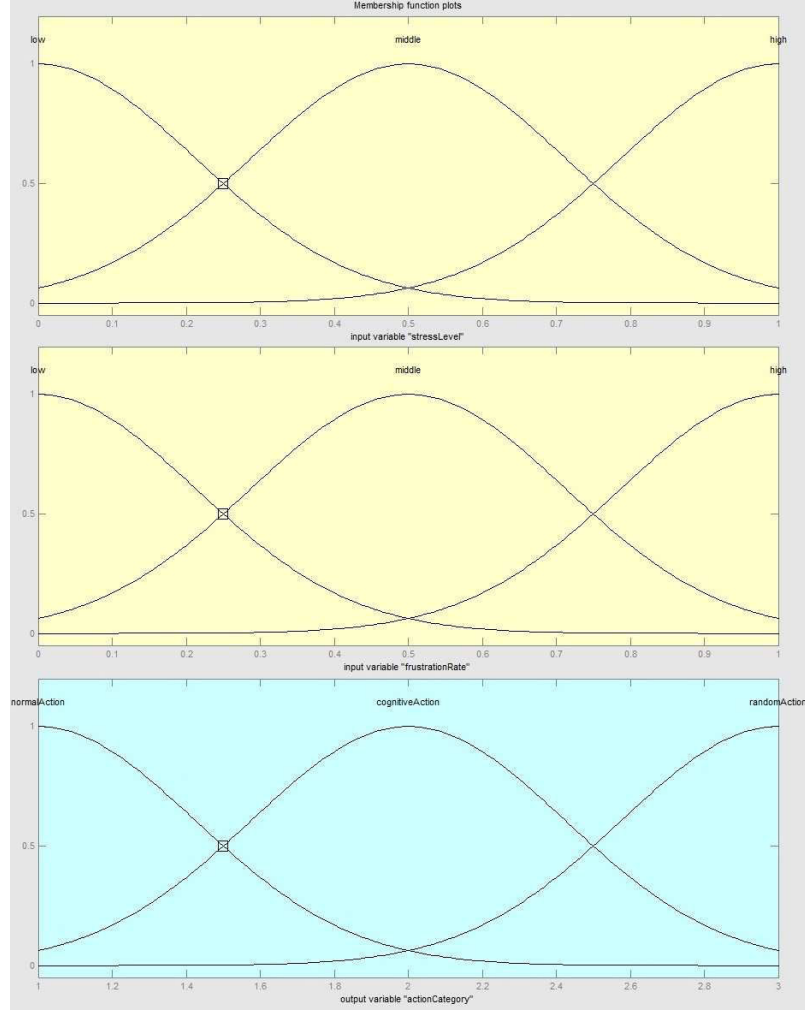 Membership function plots
low middle high
1
0.5
0
0 0.1 0.2 0.3 0.4 0.5 0.6 0.7 0.8 0.9 1
input variable "stressLevel"
low middle high
1
0.5
0
0 0.1 0.2 0.3 0.4 0.5 0.6 0.7 0.8 0.9 1
input variable "frustrationRate"
normalAction cognitiveAction randomAction
1
0.5
0
1 1.2 1.4 1.6 1.8 2 2.2 2.4 2.6 2.8 3
output variable "actionCategory"